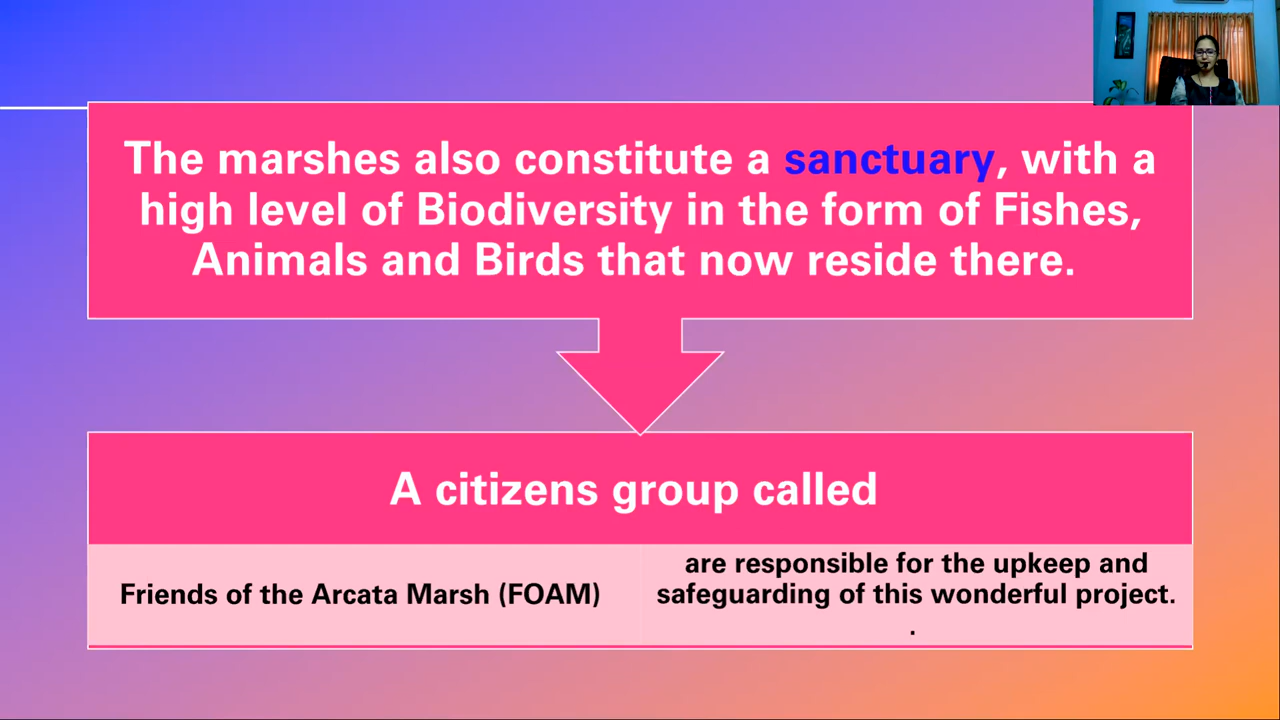 The marshes also constitute a sanctuary, with a
high level of Biodiversity in the form of Fishes,
Animals and Birds that now reside there.
A citizens group called
Friends of the Arcata Marsh (FOAM)
are responsible for the upkeep and
safeguarding of this wonderful project.
.